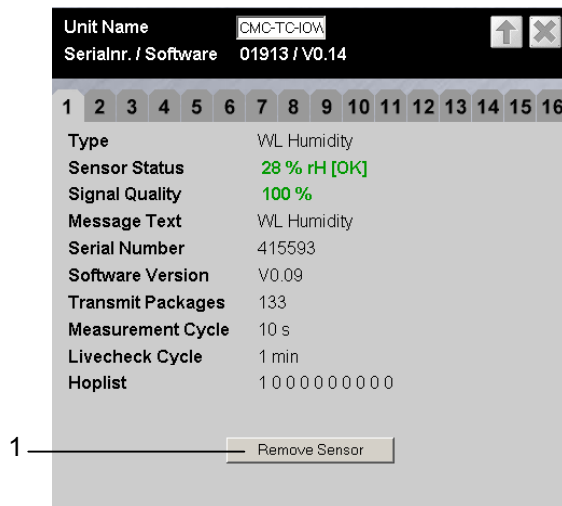 Unit Name CMC-TC-IOW
Serialnr. / Software 01913 / V0.14
1 2 3 4 5 6 7 8 9 10 11 12 13 14 15 16
Type WL Humidity
Sensor Status 28 % rH [OK]
Signal Quality 100 %
Message Text WL Humidity
Serial Number 415593
Software Version V0.09
Transmit Packages 133
Measurement Cycle 10 s
Livecheck Cycle 1 min
Hoplist 1 0 0 0 0 0 0 0 0 0
1 Remove Sensor